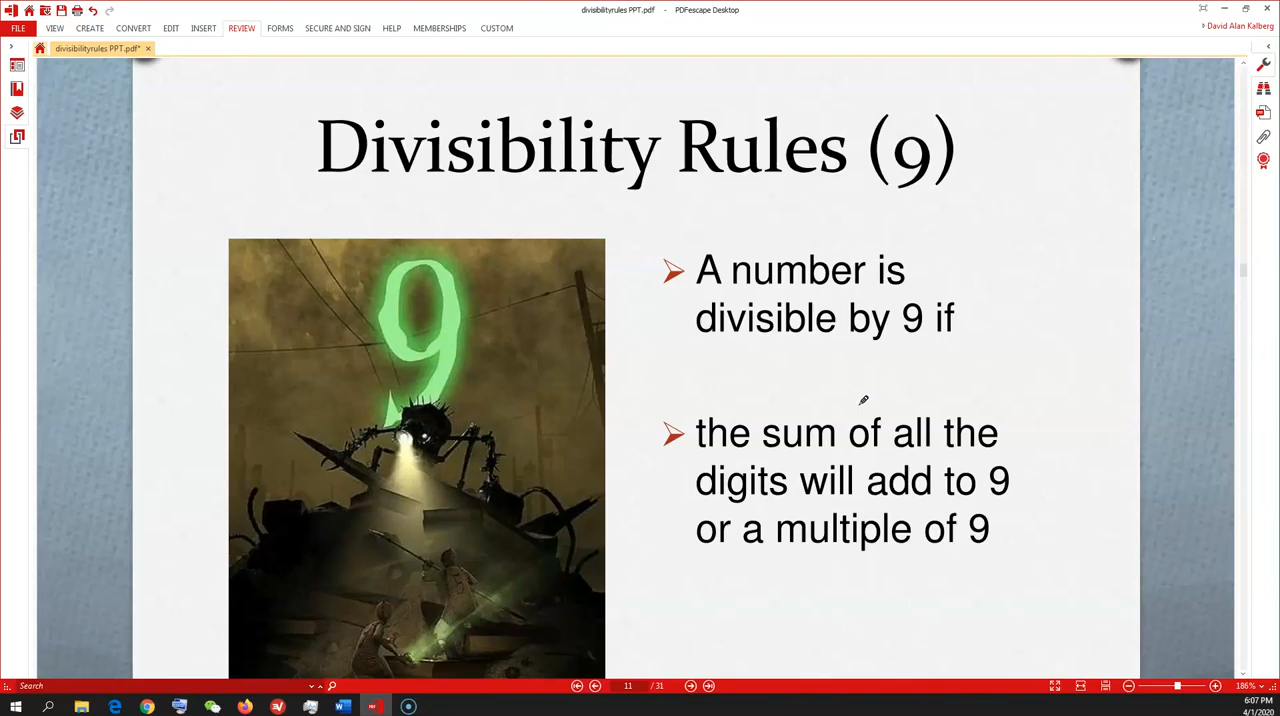 divisibilityrules PPT.pdf - PDFescape Desktop
FILE VIEW CREATE CONVERT EDIT INSERT REVIEW FORMS SECURE AND SIGN HELP MEMBERSHIPS CUSTOM
David Alan Kalberg
divisibilityrules PPT.pdf*
Divisibility Rules (9)
9
A number is
divisible by 9 if
the sum of all the
digits will add to 9
or a multiple of 9
Search
11 / 31
186%
6:07 PM
4/1/2020